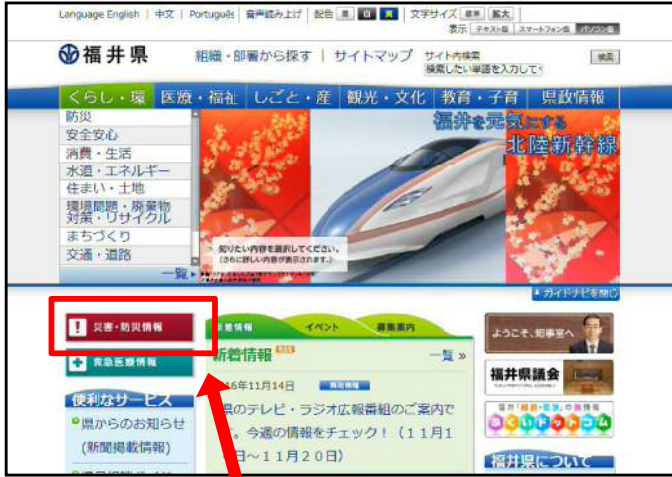 Language English | 中文 | Português 音声読み上げ | 配色 黒 白 | 文字サイズ 標準 拡大
表示 テキスト版 スマートフォン版 パソコン版
福井県 組織・部署から探す | サイトマップ サイト内検索 検索
検索したい単語を入力して
くらし・環 医療・福祉 しごと・産 観光・文化 教育・子育 県政情報
防災
安全安心
消費・生活
水道・エネルギー
住まい・土地
環境問題・廃棄物
対策・リサイクル
まちづくり
交通・道路
一覧
福井を元気にする
北陸新幹線
知りたい内容を選択してください。
(さらに詳しい内容が表示されます。)
ガイドナビを閉じ
! 災害・防災情報
救急医療情報
便利なサービス
県からのお知らせ
(新聞掲載情報)
新着情報 イベント 募集案内
新着情報 一覧 »
16年11月14日 県政情報
県のテレビ・ラジオ広報番組のご案内で
。今週の情報をチェック!(11月1
日~11月20日)
ようこそ、知事室へ
福井県議会
福井県について